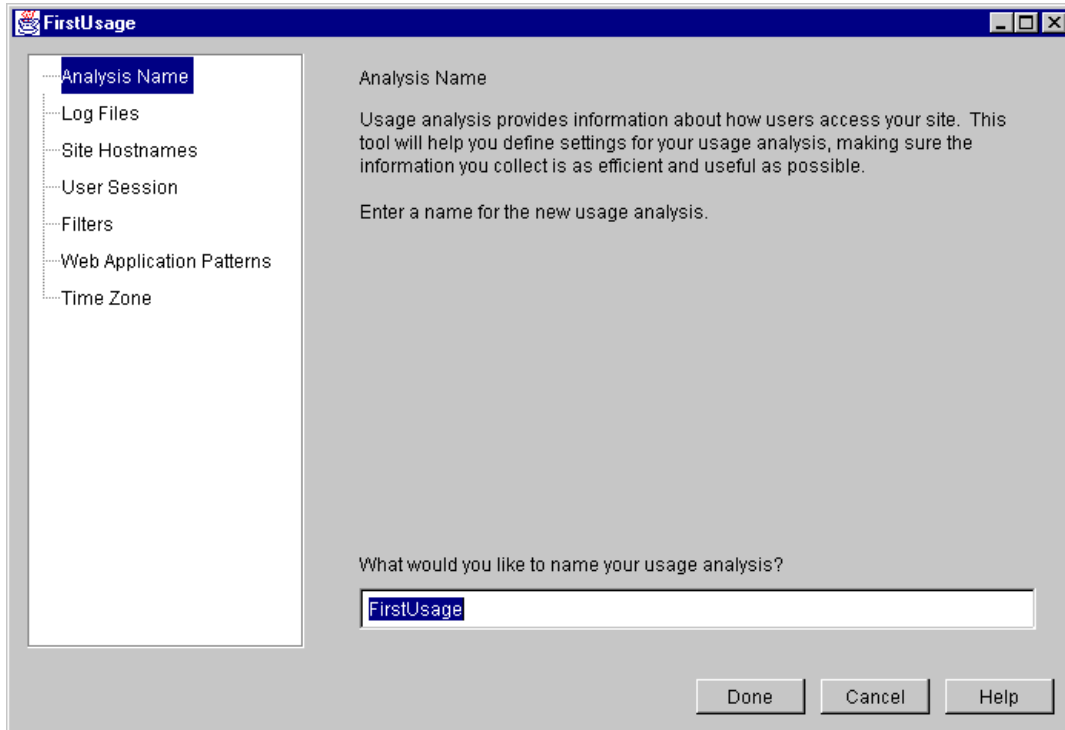 FirstUsage
Analysis Name
Log Files
Site Hostnames
User Session
Filters
Web Application Patterns
Time Zone
Analysis Name
Usage analysis provides information about how users access your site. This
tool will help you define settings for your usage analysis, making sure the
information you collect is as efficient and useful as possible.
Enter a name for the new usage analysis.
What would you like to name your usage analysis?
FirstUsage
Done
Cancel
Help